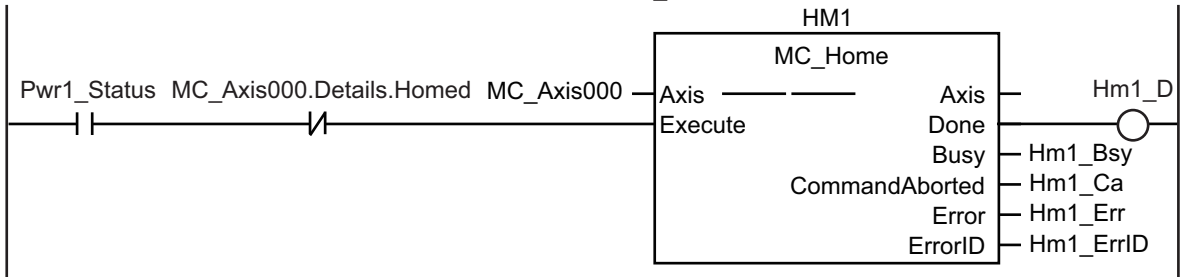 HM1
MC_Home
Pwr1_Status MC_Axis000.Details.Homed MC_Axis000 Axis Axis Hm1_D
Execute Done
Busy Hm1_Bsy
CommandAborted Hm1_Ca
Error Hm1_Err
ErrorID Hm1_ErrID